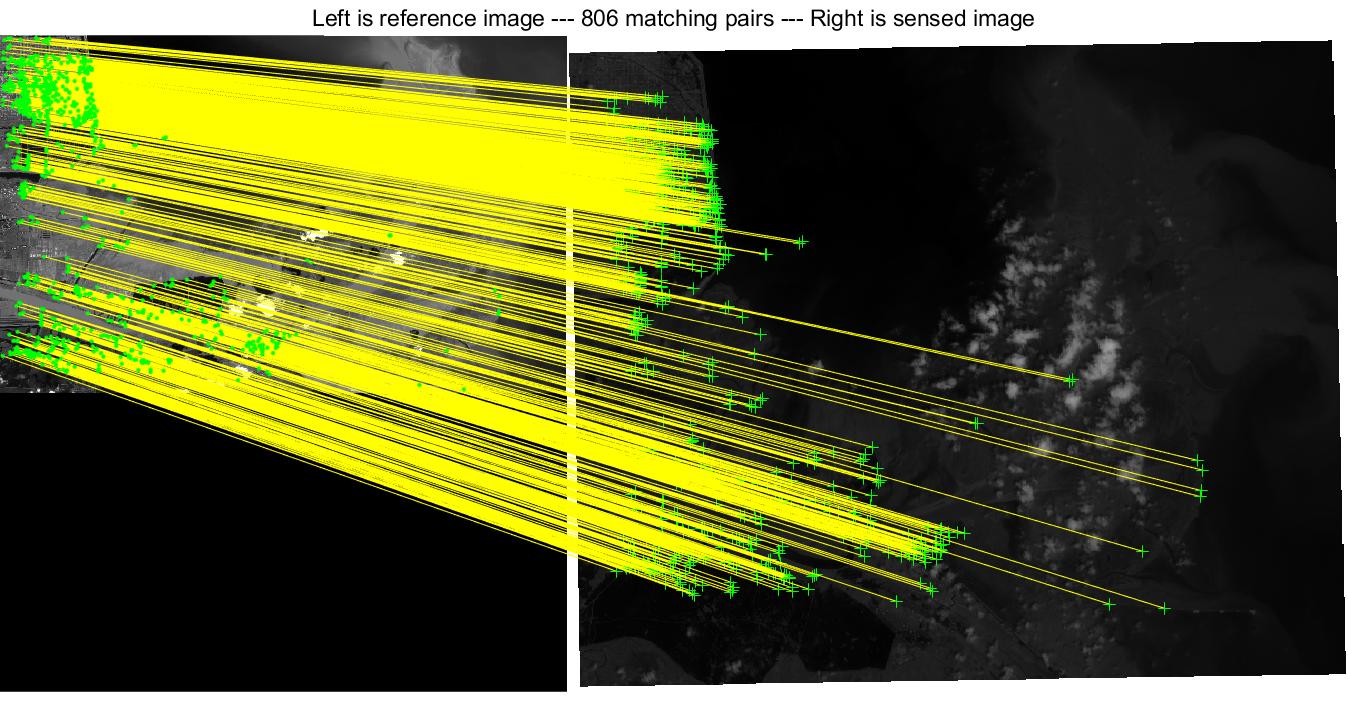 Left is reference image --- 806 matching pairs --- Right is sensed image